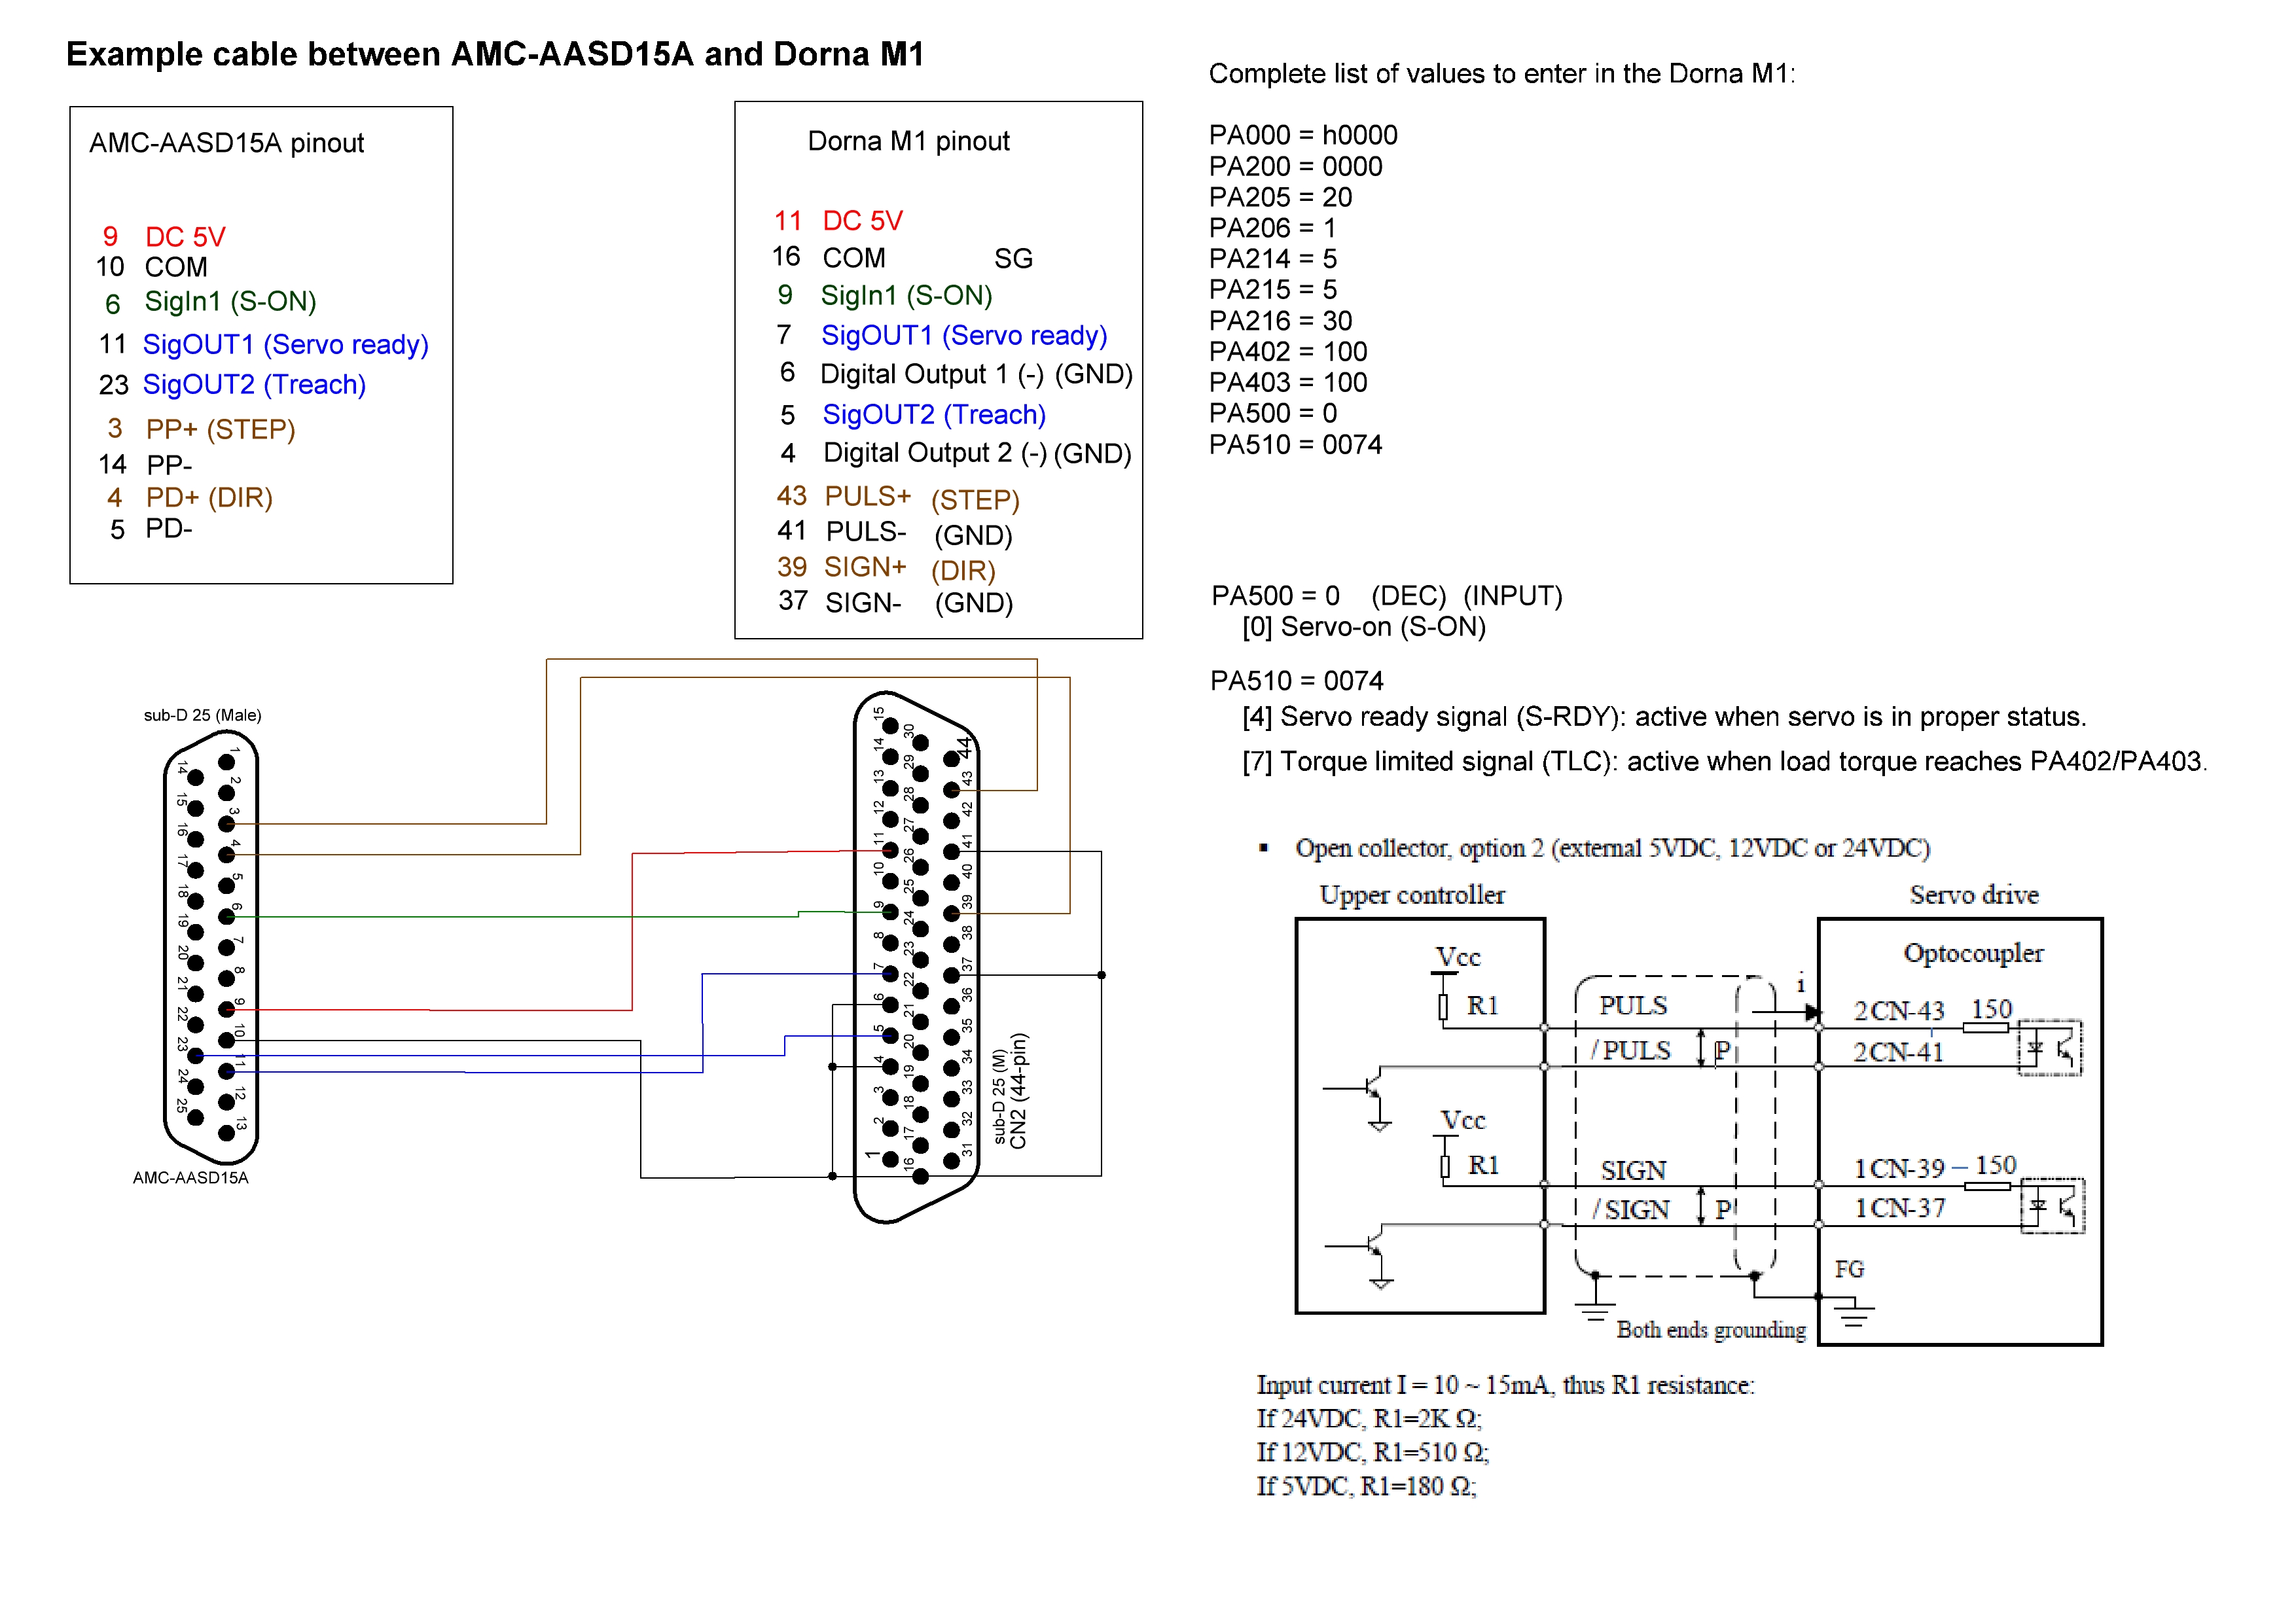 Example cable between AMC-AASD15A and Dorna M1
AMC-AASD15A pinout
9 DC 5V
10 COM
6 SigIn1 (S-ON)
11 SigOUT1 (Servo ready)
23 SigOUT2 (Treach)
3 PP+ (STEP)
14 PP-
4 PD+ (DIR)
5 PD-
Dorna M1 pinout
11 DC 5V
16 COM SG
9 SigIn1 (S-ON)
7 SigOUT1 (Servo ready)
6 Digital Output 1 (-) (GND)
5 SigOUT2 (Treach)
4 Digital Output 2 (-) (GND)
43 PULS+ (STEP)
41 PULS- (GND)
39 SIGN+ (DIR)
37 SIGN- (GND)
Complete list of values to enter in the Dorna M1:
PA000 = h0000
PA200 = 0000
PA205 = 20
PA206 = 1
PA214 = 5
PA215 = 5
PA216 = 30
PA402 = 100
PA403 = 100
PA500 = 0
PA510 = 0074
PA500 = 0 (DEC) (INPUT)
[0] Servo-on (S-ON)
PA510 = 0074
[4] Servo ready signal (S-RDY): active when servo is in proper status.
[7] Torque limited signal (TLC): active when load torque reaches PA402/PA403.
sub-D 25 (Male)
1
2
3
4
5
6
7
8
9
10
11
12
13
14
15
16
17
18
19
20
21
22
23
24
25
AMC-AASD15A
15
14
13
12
11
10
9
8
7
6
5
4
3
2
1
30
29
28
27
26
25
24
23
22
21
20
19
18
17
16
44
43
42
41
40
39
38
37
36
35
34
33
32
31
sub-D 25 (M)
CN2 (44-pin)
▪ Open collector, option 2 (external 5VDC, 12VDC or 24VDC)
Upper controller
Servo drive
Vcc
R1
PULS
/PULS
P
i
Optocoupler
2CN-43 150
2CN-41
Vcc
R1
SIGN
/SIGN
P
1CN-39 150
1CN-37
FG
Both ends grounding
Input current I = 10 ~ 15mA, thus R1 resistance:
If 24VDC, R1=2K Ω;
If 12VDC, R1=510 Ω;
If 5VDC, R1=180 Ω;